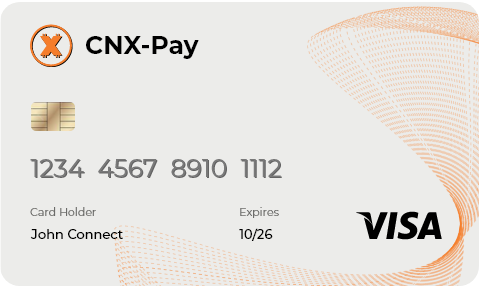 CNX-Pay
1234 4567 8910 1112
Card Holder
Expires
John Connect
10/26
VISA